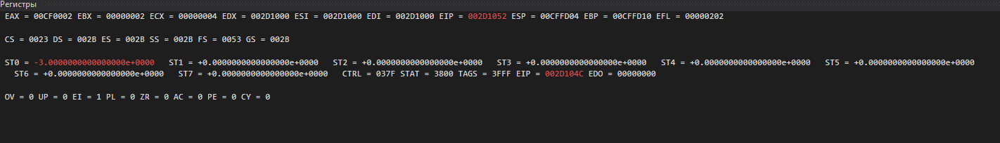 Регистры
EAX = 00CF0002 EBX = 00000002 ECX = 00000004 EDX = 002D1000 ESI = 002D1000 EDI = 002D1000 EIP = 002D1052 ESP = 00CFFD04 EBP = 00CFFD10 EFL = 00000202
CS = 0023 DS = 002B ES = 002B SS = 002B FS = 0053 GS = 002B
ST0 = -3.0000000000000000e+0000 ST1 = +0.0000000000000000e+0000 ST2 = +0.0000000000000000e+0000 ST3 = +0.0000000000000000e+0000 ST4 = +0.0000000000000000e+0000 ST5 = +0.0000000000000000e+0000
ST6 = +0.0000000000000000e+0000 ST7 = +0.0000000000000000e+0000 CTRL = 037F STAT = 3800 TAGS = 3FFF EIP = 002D104C EDO = 00000000
OV = 0 UP = 0 EI = 1 PL = 0 ZR = 0 AC = 0 PE = 0 CY = 0